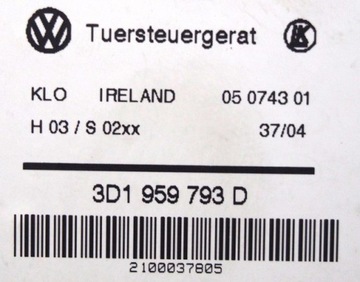 Tuersteuergerat
KLO IRELAND 05 0743 01
H 03 / S 02xx 37/04
3D1 959 793 D
2100037805